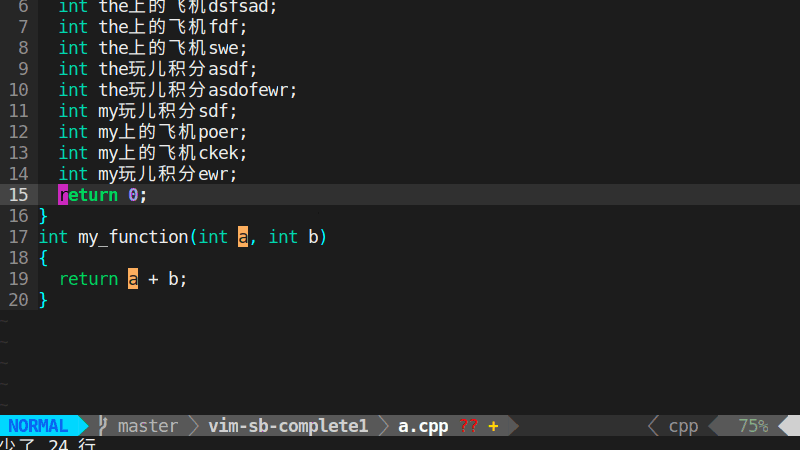 6 int the上的飞机dsfsad;
7 int the上的飞机fdf;
8 int the上的飞机swe;
9 int the玩儿积分asdf;
10 int the玩儿积分asdofewr;
11 int my玩儿积分sdf;
12 int my上的飞机poer;
13 int my上的飞机ckek;
14 int my玩儿积分ewr;
15 return 0;
16 }
17 int my_function(int a, int b)
18 {
19 return a + b;
20 }
~
~
~
~
~
NORMAL master vim-sb-complete1 a.cpp ?? + cpp 75%
少了 24 行